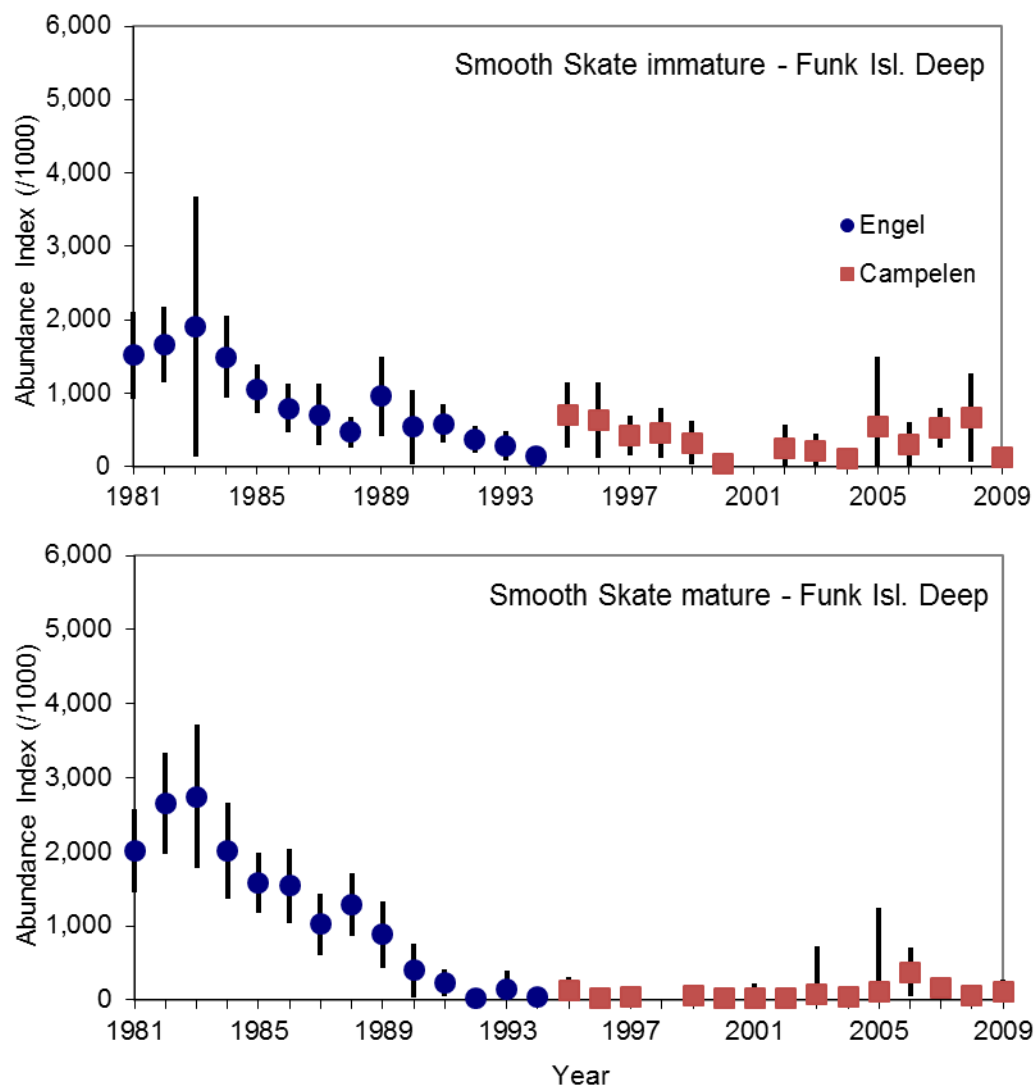 Smooth Skate immature - Funk Isl. Deep
Abundance Index (/1000)
6,000
5,000
4,000
3,000
2,000
1,000
0
Engel
Campelen
1981 1985 1989 1993 1997 2001 2005 2009
Smooth Skate mature - Funk Isl. Deep
Abundance Index (/1000)
6,000
5,000
4,000
3,000
2,000
1,000
0
1981 1985 1989 1993 1997 2001 2005 2009
Year